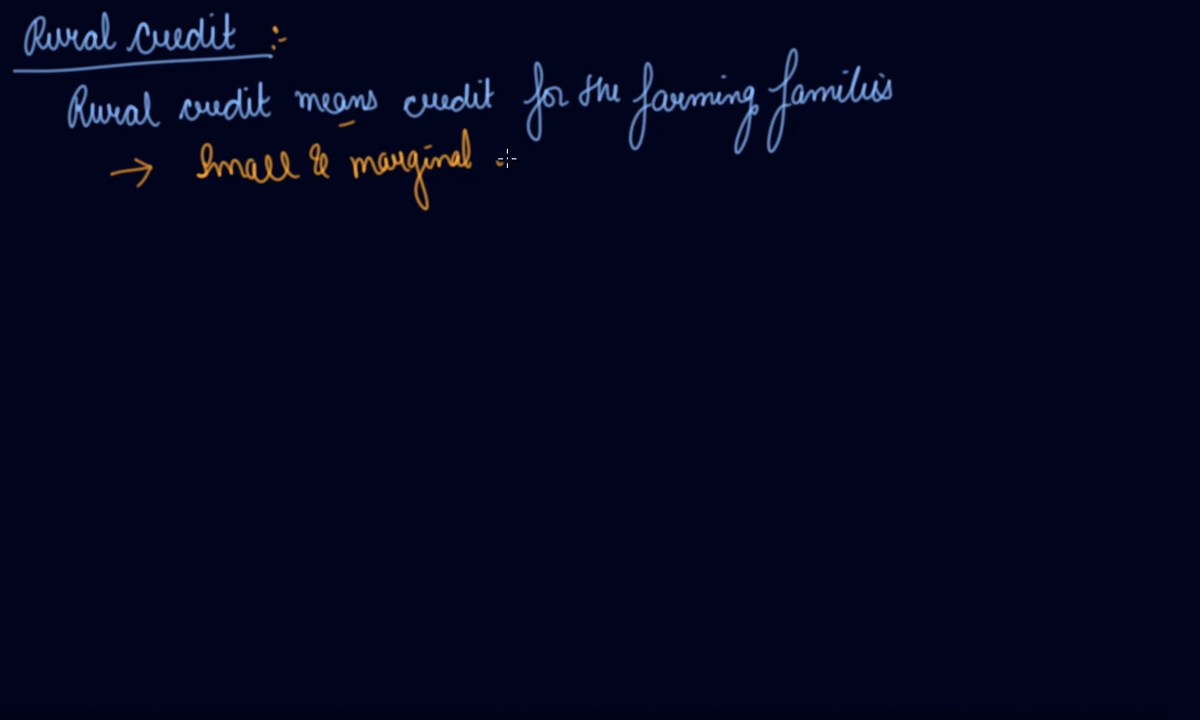 Rural Credit :-
Rural credit means credit for the farming families
→ Small & marginal